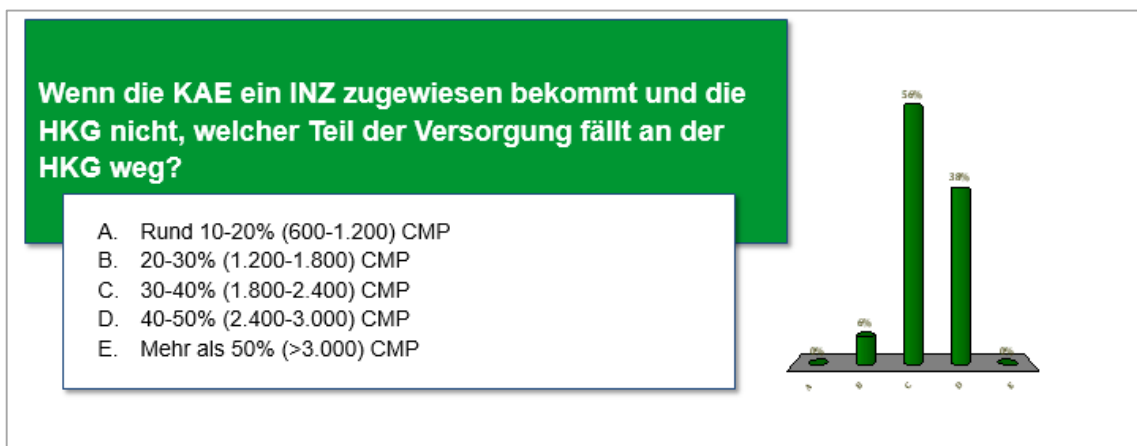 Wenn die KAE ein INZ zugewiesen bekommt und die
HKG nicht, welcher Teil der Versorgung fällt an der
HKG weg?
A. Rund 10-20% (600-1.200) CMP
B. 20-30% (1.200-1.800) CMP
C. 30-40% (1.800-2.400) CMP
D. 40-50% (2.400-3.000) CMP
E. Mehr als 50% (>3.000) CMP
0%
6%
56%
38%
0%
A
B
C
D
E